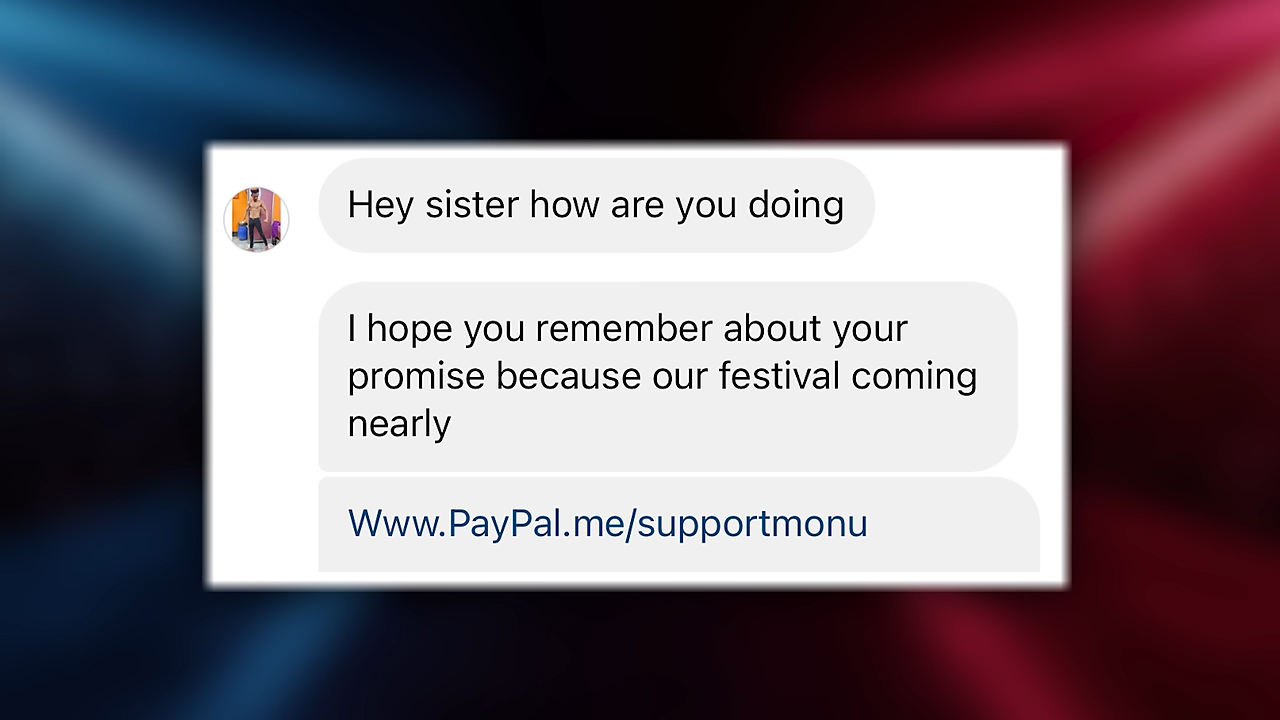 Hey sister how are you doing
I hope you remember about your
promise because our festival coming
nearly
Www.PayPal.me/supportmonu